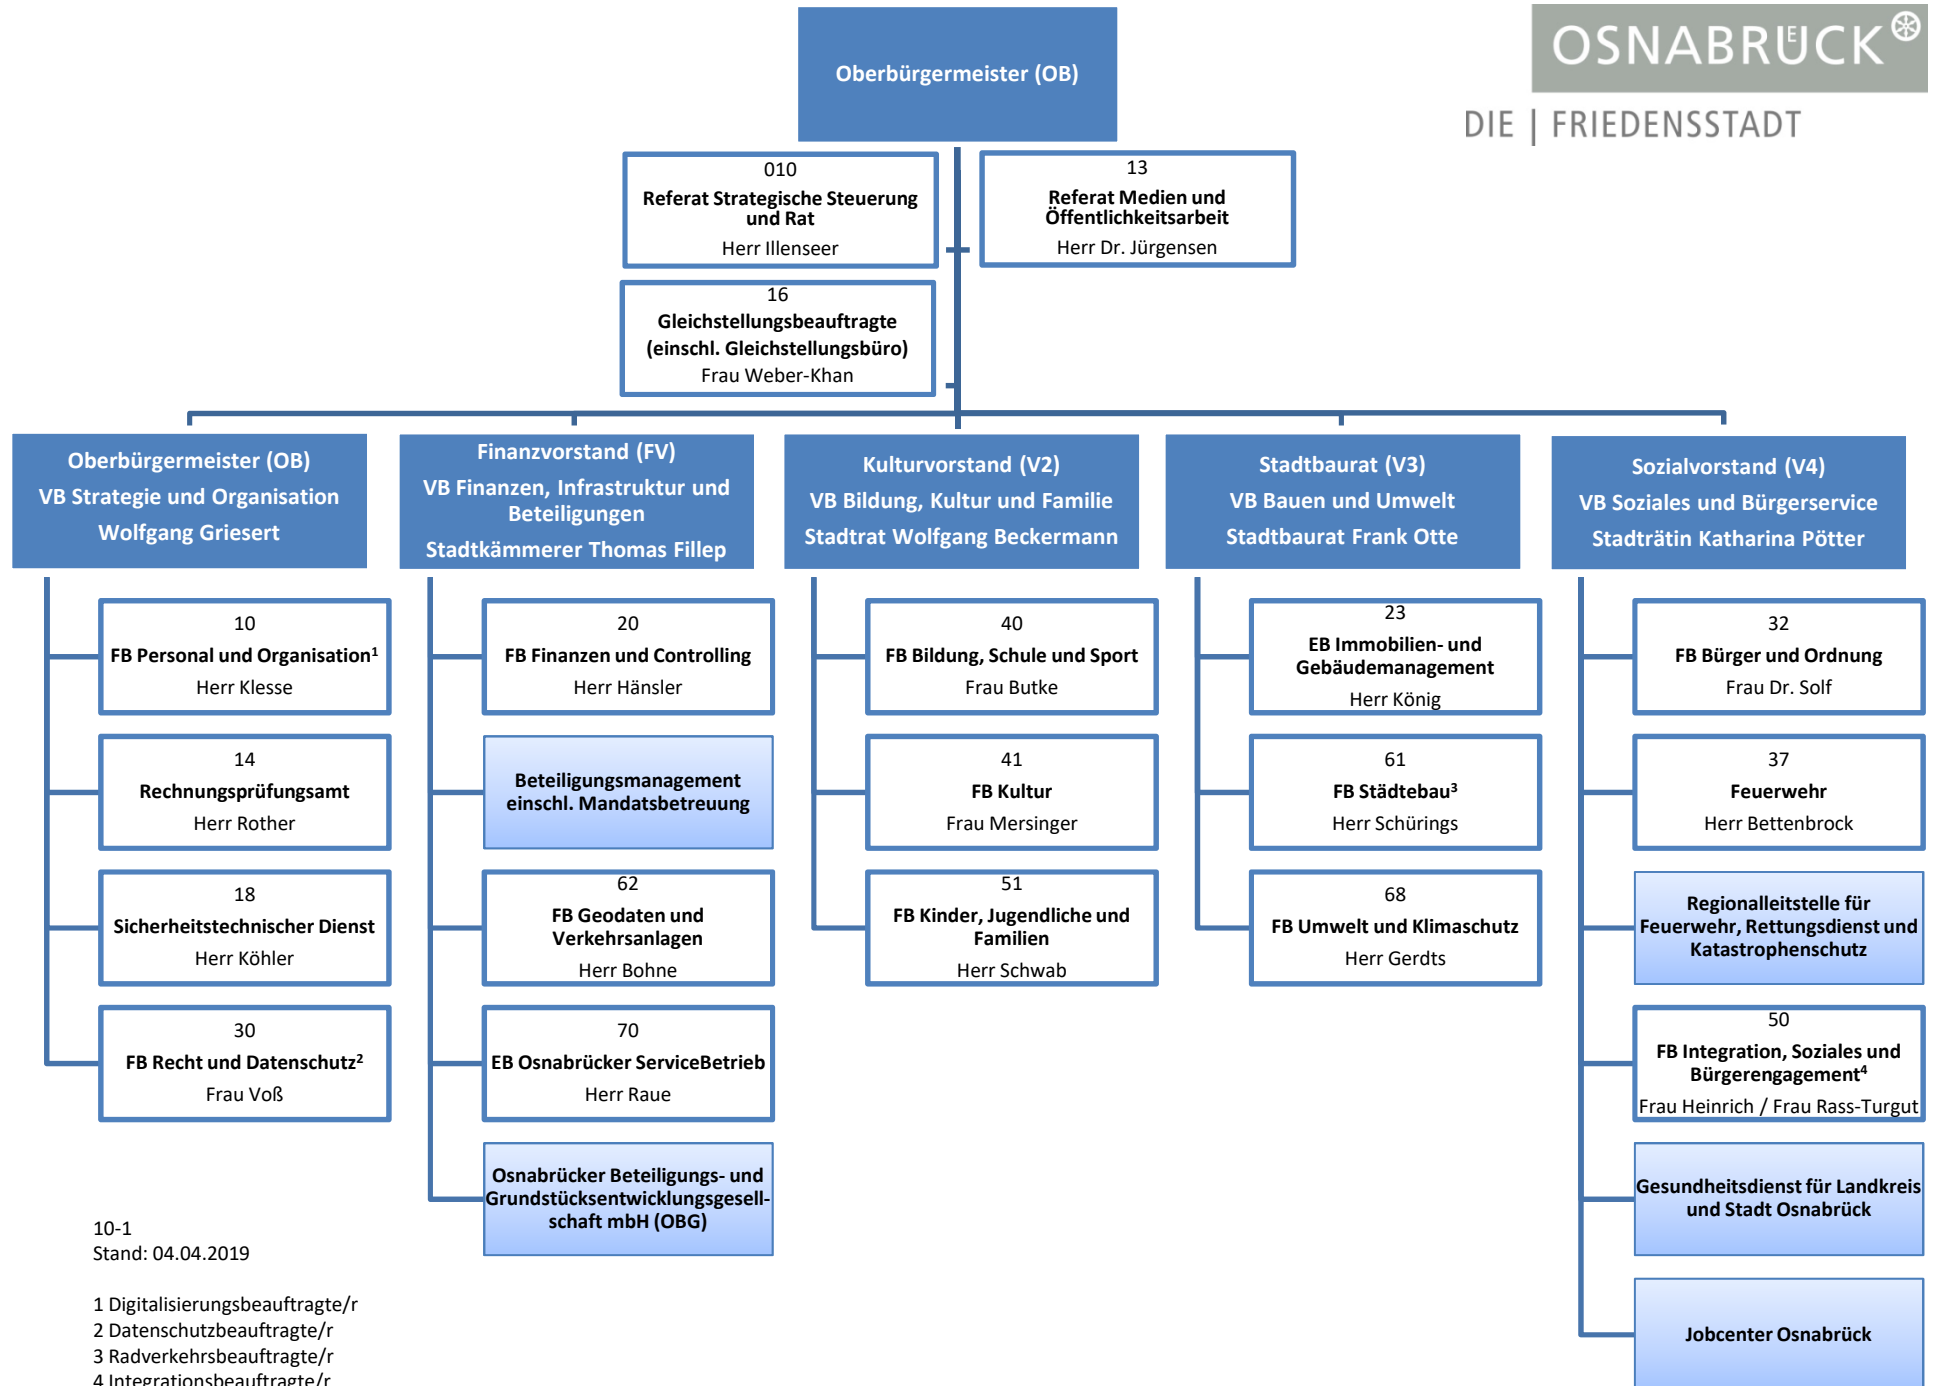 OSNABRÜCK
DIE | FRIEDENSSTADT
Oberbürgermeister (OB)
010
Referat Strategische Steuerung
und Rat
Herr Illenseer
13
Referat Medien und
Öffentlichkeitsarbeit
Herr Dr. Jürgensen
16
Gleichstellungsbeauftragte
(einschl. Gleichstellungsbüro)
Frau Weber-Khan
Oberbürgermeister (OB)
VB Strategie und Organisation
Wolfgang Griesert
10
FB Personal und Organisation¹
Herr Klesse
14
Rechnungsprüfungsamt
Herr Rother
18
Sicherheitstechnischer Dienst
Herr Köhler
30
FB Recht und Datenschutz²
Frau Voß
Finanzvorstand (FV)
VB Finanzen, Infrastruktur und
Beteiligungen
Stadtkämmerer Thomas Fillep
20
FB Finanzen und Controlling
Herr Hänsler
Beteiligungsmanagement
einschl. Mandatsbetreuung
62
FB Geodaten und
Verkehrsanlagen
Herr Bohne
70
EB Osnabrücker ServiceBetrieb
Herr Raue
Osnabrücker Beteiligungs- und
Grundstücksentwicklungsgesell-
schaft mbH (OBG)
Kulturvorstand (V2)
VB Bildung, Kultur und Familie
Stadtrat Wolfgang Beckermann
40
FB Bildung, Schule und Sport
Frau Butke
41
FB Kultur
Frau Mersinger
51
FB Kinder, Jugendliche und
Familien
Herr Schwab
Stadtbaurat (V3)
VB Bauen und Umwelt
Stadtbaurat Frank Otte
23
EB Immobilien- und
Gebäudemanagement
Herr König
61
FB Städtebau³
Herr Schürings
68
FB Umwelt und Klimaschutz
Herr Gerdts
Sozialvorstand (V4)
VB Soziales und Bürgerservice
Stadträtin Katharina Pötter
32
FB Bürger und Ordnung
Frau Dr. Solf
37
Feuerwehr
Herr Bettenbrock
Regionalleitstelle für
Feuerwehr, Rettungsdienst und
Katastrophenschutz
50
FB Integration, Soziales und
Bürgerengagement⁴
Frau Heinrich / Frau Rass-Turgut
Gesundheitsdienst für Landkreis
und Stadt Osnabrück
Jobcenter Osnabrück
10-1
Stand: 04.04.2019
1 Digitalisierungsbeauftragte/r
2 Datenschutzbeauftragte/r
3 Radverkehrsbeauftragte/r
4 Integrationsbeauftragte/r